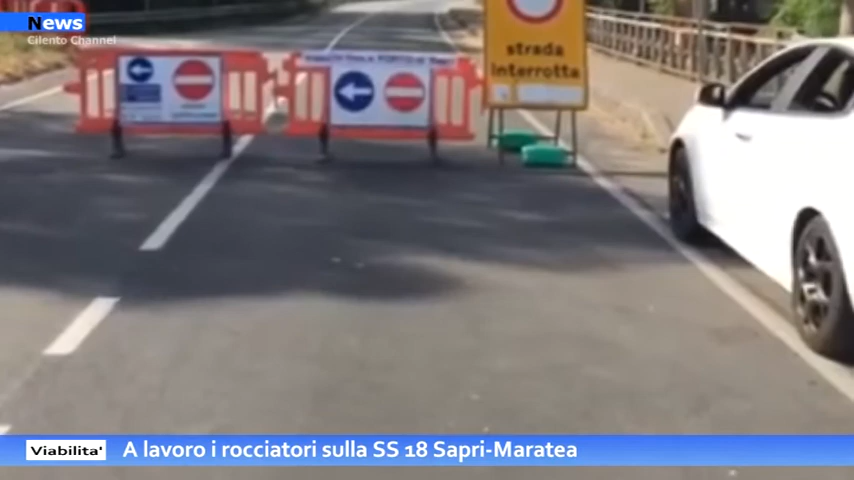 News
Cilento Channel
strada
interrotta
Viabilita'
A lavoro i rocciatori sulla SS 18 Sapri-Maratea